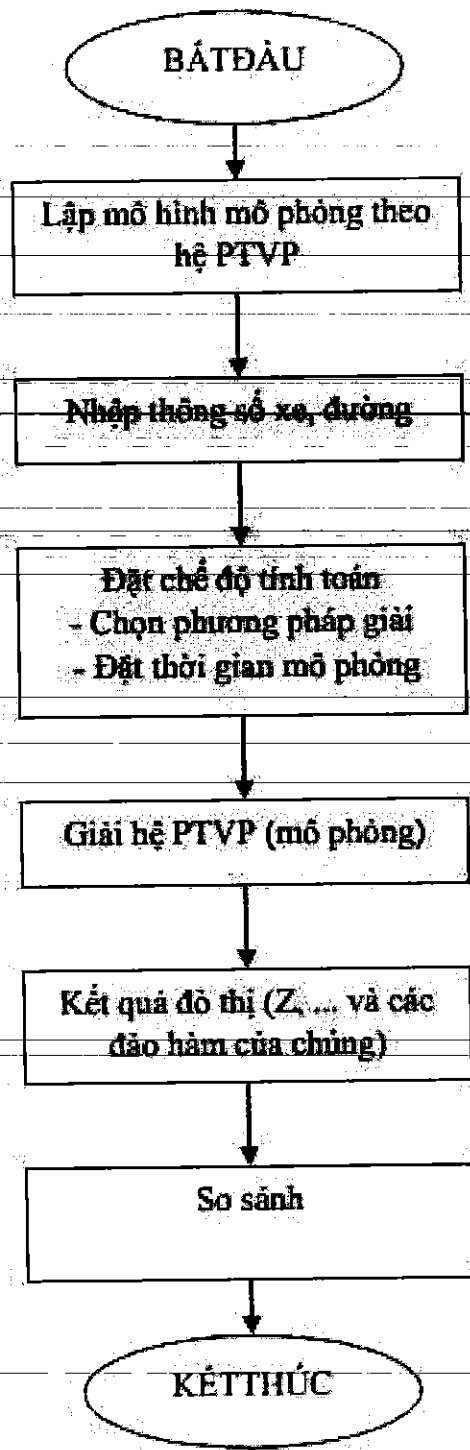 BẮTĐẦU
Lập mô hình mô phỏng theo
hệ PTVP
Nhập thông số xe, đường
Đặt chế độ tính toán
- Chọn phương pháp giải
- Đặt thời gian mô phỏng
Giải hệ PTVP (mô phỏng)
Kết quả đồ thị (Z, ... và các
đảo hàm của chúng)
So sánh
KẾTTHÚC